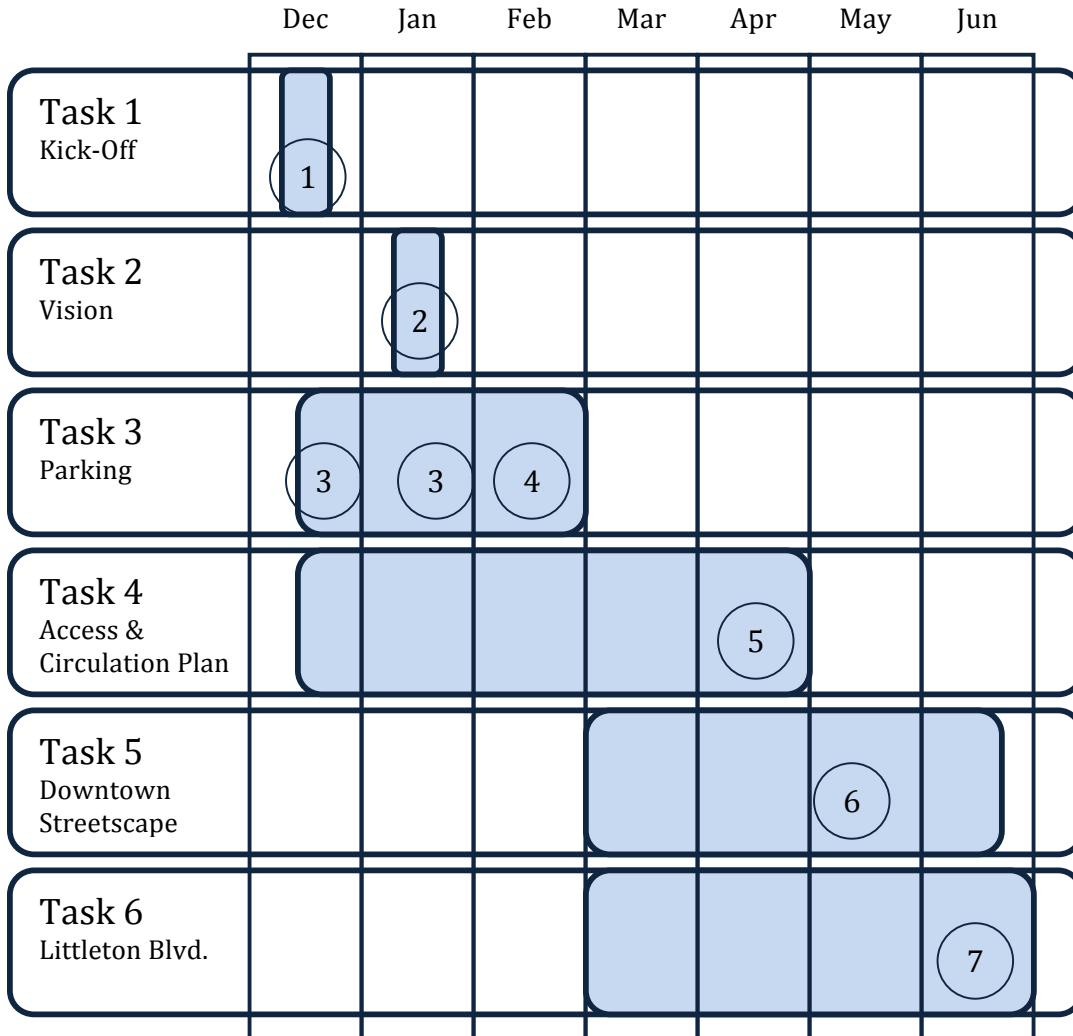 Dec Jan Feb Mar Apr May Jun
Task 1
Kick-Off
1
Task 2
Vision
2
Task 3
Parking
3 3 4
Task 4
Access &
Circulation Plan
5
Task 5
Downtown
Streetscape
6
Task 6
Littleton Blvd.
7